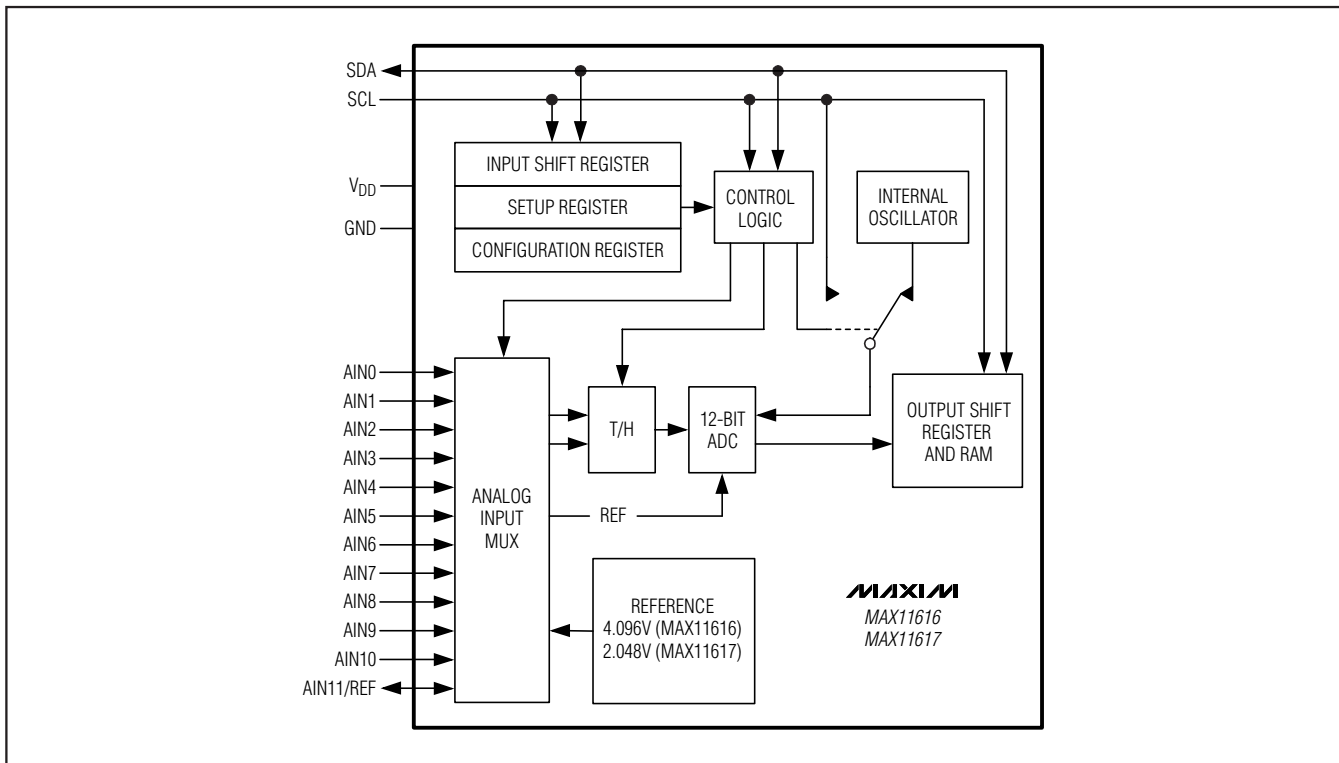 SDA
SCL
INPUT SHIFT REGISTER
SETUP REGISTER
CONFIGURATION REGISTER
VDD
GND
CONTROL
LOGIC
INTERNAL
OSCILLATOR
AIN0
AIN1
AIN2
AIN3
AIN4
AIN5
AIN6
AIN7
AIN8
AIN9
AIN10
AIN11/REF
ANALOG
INPUT
MUX
T/H
12-BIT
ADC
REF
OUTPUT SHIFT
REGISTER
AND RAM
REFERENCE
4.096V (MAX11616)
2.048V (MAX11617)
MAXIM
MAX11616
MAX11617